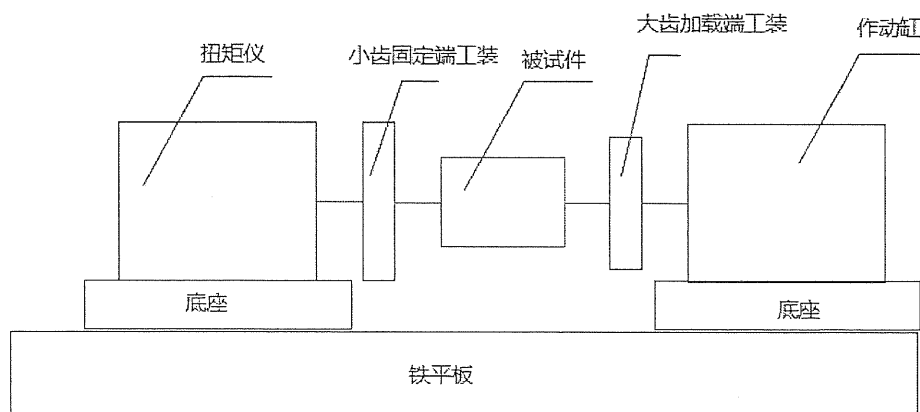 扭矩仪
小齿固定端工装
被试件
大齿加载端工装
作动缸
底座
底座
铁平板